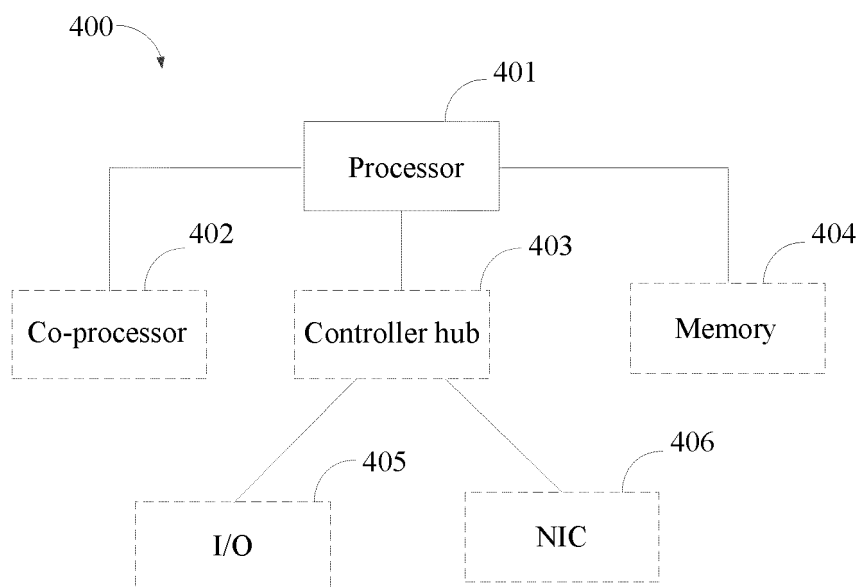 400
401
Processor
402
403
404
Co-processor
Controller hub
Memory
405
406
I/O
NIC